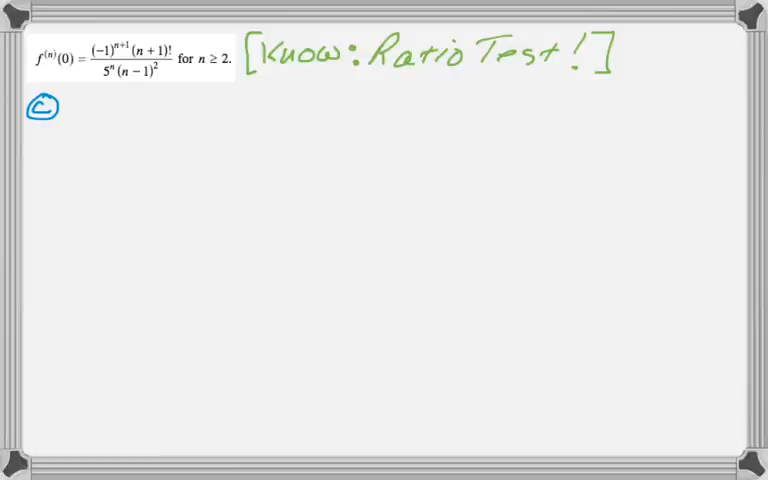 f^(n)(0) = (-1)^(n+1) (n + 1)! / 5^n (n − 1)^2 for n ≥ 2. [Know: Ratio Test!]
C